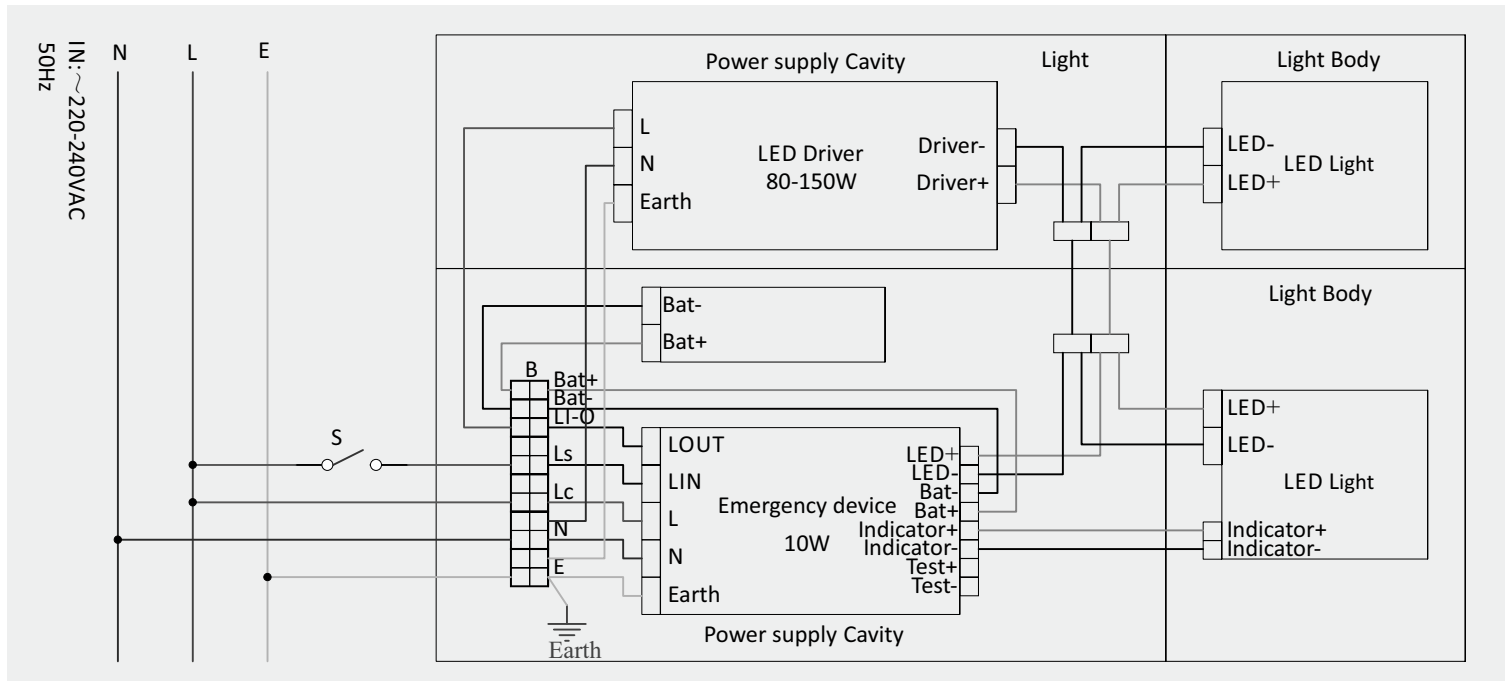 IN:～220-240VAC
50Hz
N
L
E
Power supply Cavity
Light
Light Body
L
N
Earth
LED Driver
80-150W
Driver-
Driver+
LED-
LED+
LED Light
Light Body
Bat-
Bat+
B
Bat+
Bat-
LI-O
S
Ls
Lc
N
E
Earth
LOUT
LIN
L
N
Earth
Emergency device
10W
LED+
LED-
Bat-
Bat+
Indicator+
Indicator-
Test+
Test-
LED+
LED-
LED Light
Indicator+
Indicator-
Power supply Cavity